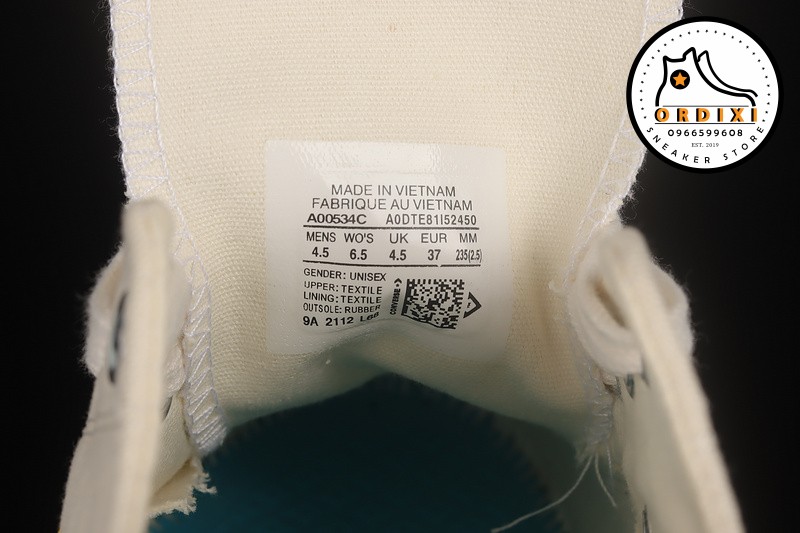 ORDIXI
0966599608
EST. 2019
SNEAKER STORE
MADE IN VIETNAM
FABRIQUE AU VIETNAM
A00534C A0DTE81I52450
MENS WO'S UK EUR MM
4.5 6.5 4.5 37 235(2.5)
GENDER: UNISEX
UPPER: TEXTILE
LINING: TEXTILE
OUTSOLE: RUBBER
9A 2112 L68
CONVERSE